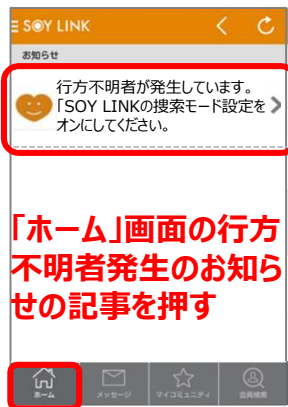 SOY LINK
お知らせ
行方不明者が発生しています。
「SOY LINKの捜索モード設定を
オンにしてください。
「ホーム」画面の行方
不明者発生のお知ら
せの記事を押す
ホーム メッセージ マイコミュニティ 会員検索